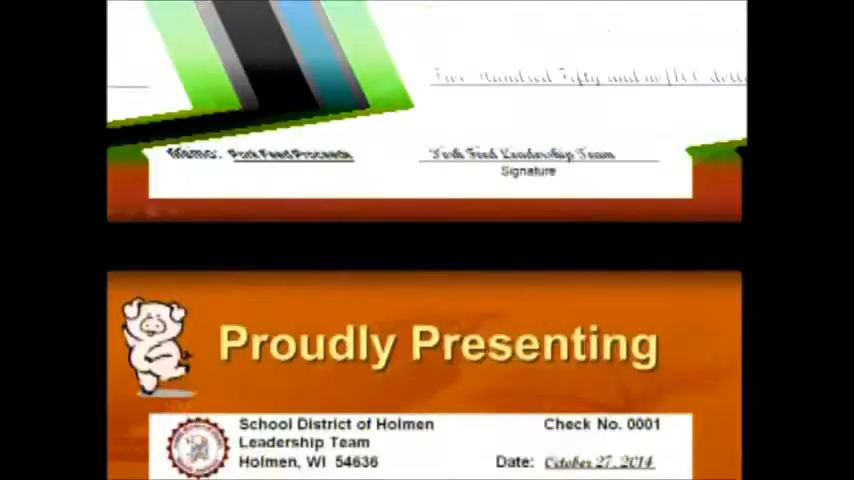 Five Hundred Fifty and no/100 dolla
Memo: Pork Feed Proceeds
Pork Feed Leadership Team
Signature
Proudly Presenting
School District of Holmen
Check No. 0001
Leadership Team
Holmen, WI 54636
Date: October 27, 2014